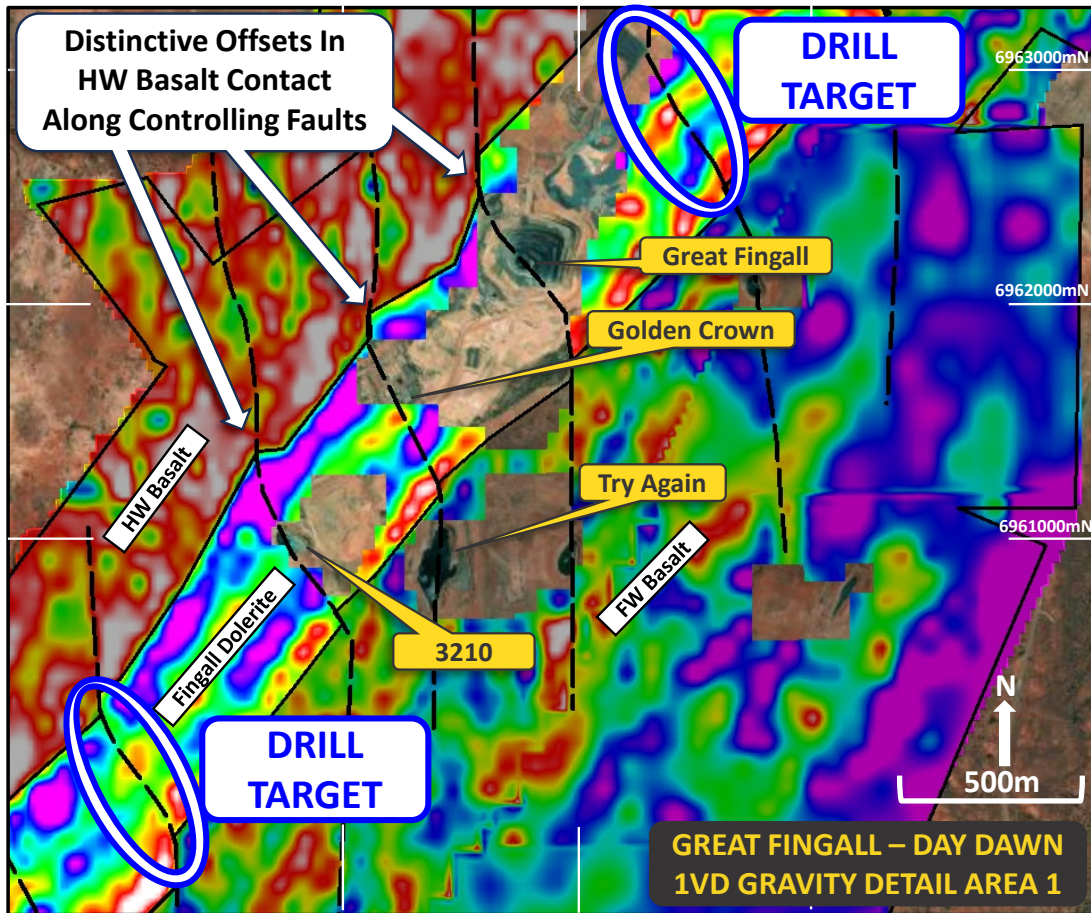 Distinctive Offsets In
HW Basalt Contact
Along Controlling Faults
DRILL
TARGET
6963000mN
Great Fingall
6962000mN
Golden Crown
HW Basalt
Try Again
6961000mN
FW Basalt
Fingall Dolerite
3210
DRILL
TARGET
N
500m
GREAT FINGALL – DAY DAWN
1VD GRAVITY DETAIL AREA 1